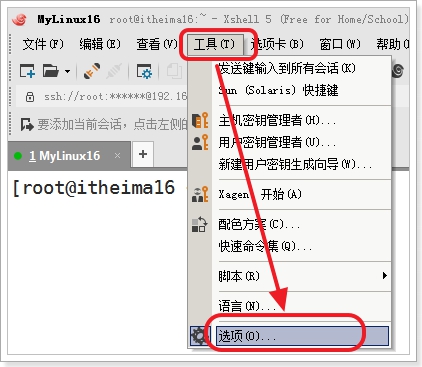 MyLinux16 root@itheima16:~ - Xshell 5 (Free for Home/School)
文件(F) 编辑(E) 查看(V) 工具(T) 选项卡(B) 窗口(W) 帮助(
ssh://root:******@192.16
要添加当前会话，点击左侧的
1 MyLinux16 × +
[root@itheima16
发送键输入到所有会话(K)
Sun (Solaris) 快捷键
主机密钥管理者(H)...
用户密钥管理者(U)...
新建用户密钥生成向导(W)...
Xagent 开始(A)
配色方案(C)...
快速命令集(Q)...
脚本(R)
语言(N)...
选项(O)...